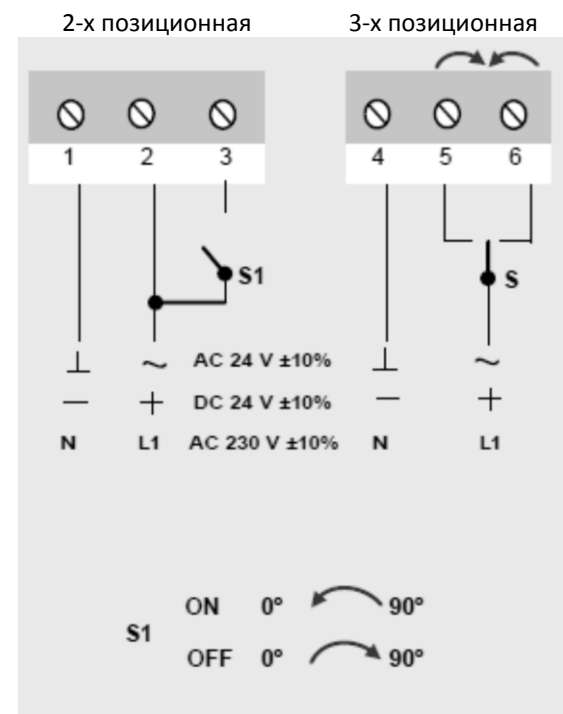 2-х позиционная 3-х позиционная
1 2 3 4 5 6
S1 S
⊥ ~ AC 24 V ±10% ⊥ ~
— + DC 24 V ±10% — +
N L1 AC 230 V ±10% N L1
ON 0° 90°
S1
OFF 0° 90°